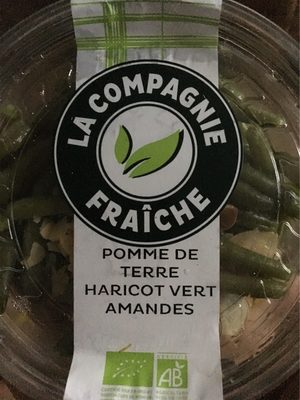 LA COMPAGNIE
FRAÎCHE
POMME DE
TERRE
HARICOT VERT
AMANDES
AB